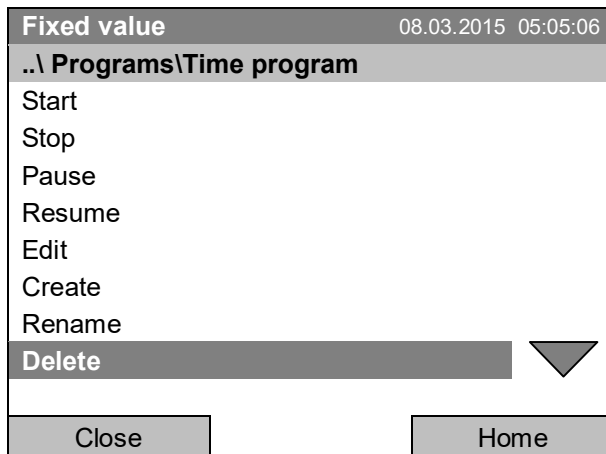 Fixed value 08.03.2015 05:05:06
..\ Programs\Time program
Start
Stop
Pause
Resume
Edit
Create
Rename
Delete
Close Home